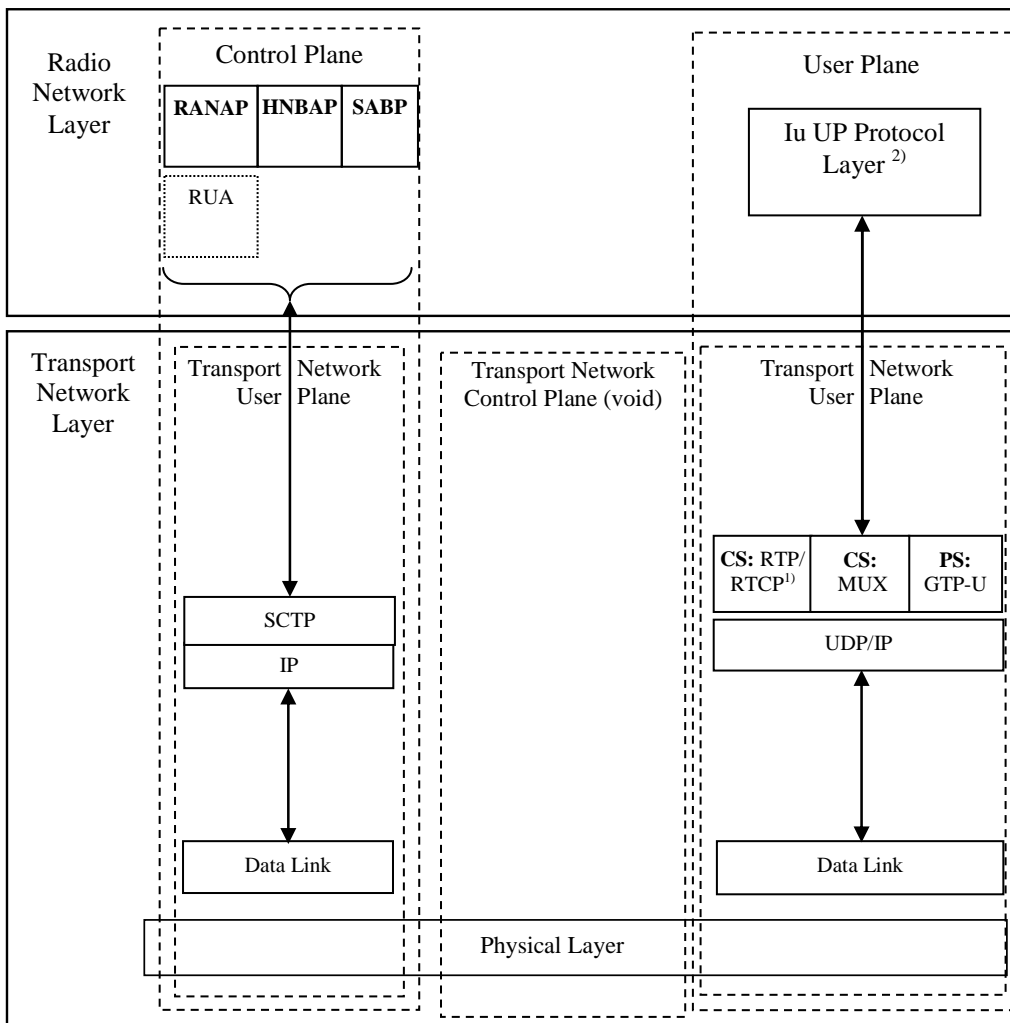 Radio
Network
Layer
Control Plane
RANAP HNBAP SABP
RUA
User Plane
Iu UP Protocol
Layer 2)
Transport
Network
Layer
Transport Network
User Plane
Transport Network
Control Plane (void)
Transport Network
User Plane
SCTP
IP
CS: RTP/
RTCP1)
CS:
MUX
PS:
GTP-U
UDP/IP
Data Link
Data Link
Physical Layer